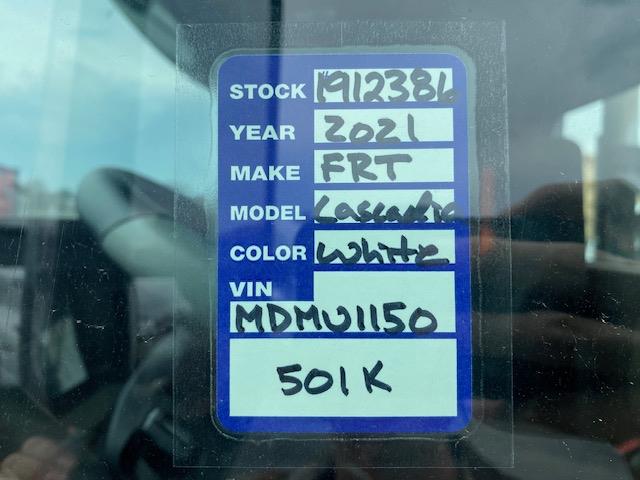 STOCK 1912386
YEAR 2021
MAKE FRT
MODEL Cascadia
COLOR White
VIN
MDMU1150
501K